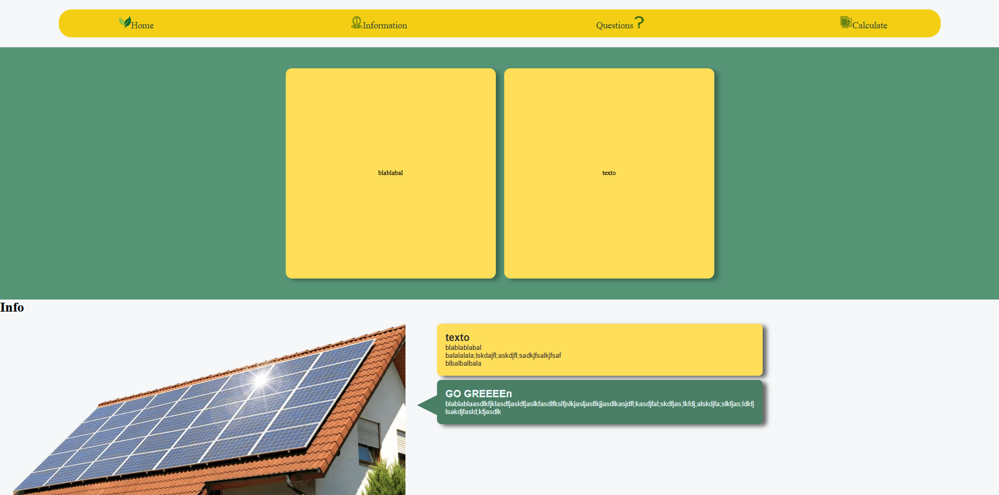 Home
Information
Questions?
Calculate
blablabal
texto
Info
texto
blablablabal
balalalala;lskdajfl;askdjfl;sadkjfsalkjfsaf
blbalbalbala
GO GREEEEn
blablablaasdlkfjklasdfjasldfjaslkfasdlfkslfjslkjasljasflkjjasdlkasjdfl;kasdjfal;skdfjas;lkfdj;alskdjfa;slkfjas;ldkfj
lsakdjfasld;kfjasdlk